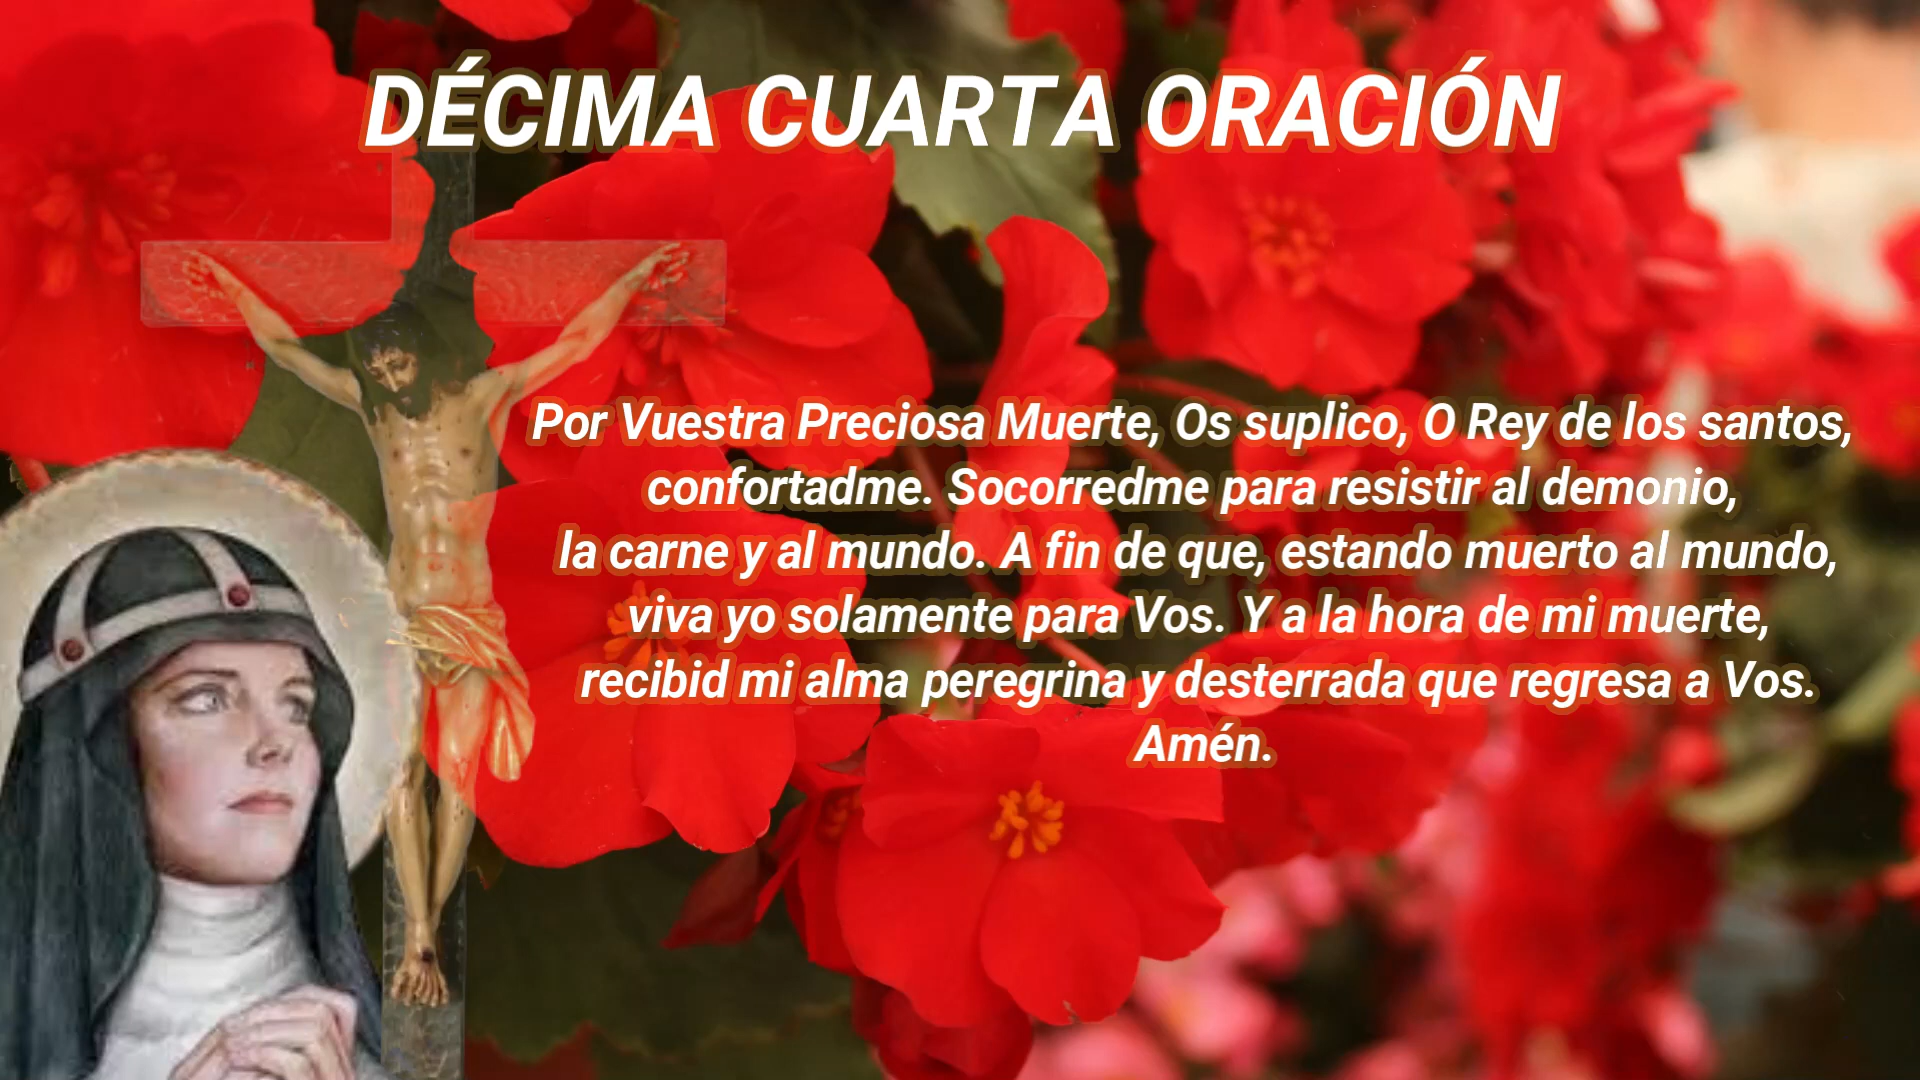 DÉCIMA CUARTA ORACIÓN
Por Vuestra Preciosa Muerte, Os suplico, O Rey de los santos,
confortadme. Socorredme para resistir al demonio,
la carne y al mundo. A fin de que, estando muerto al mundo,
viva yo solamente para Vos. Y a la hora de mi muerte,
recibid mi alma peregrina y desterrada que regresa a Vos.
Amén.